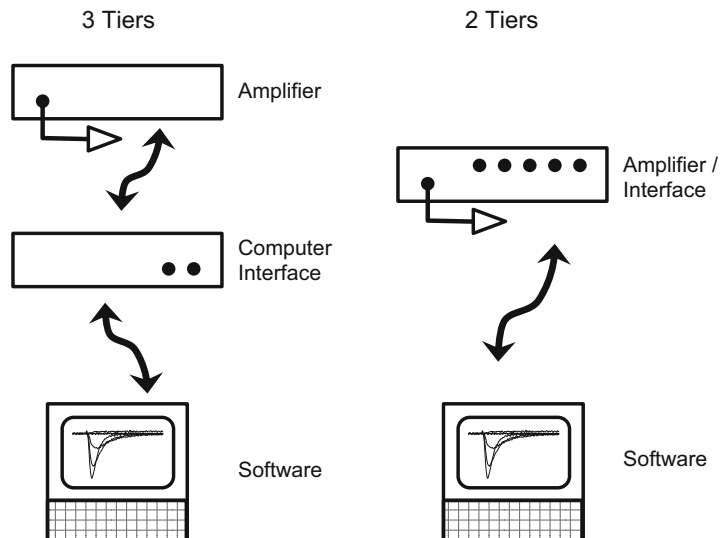 3 Tiers
2 Tiers
Amplifier
Amplifier /
Interface
Computer
Interface
Software
Software